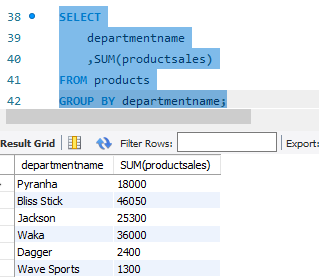 38 SELECT
39 departmentname
40 ,SUM(productsales)
41 FROM products
42 GROUP BY departmentname;
Result Grid Filter Rows: Export:
departmentname SUM(productsales)
Pyranha 18000
Bliss Stick 46050
Jackson 25300
Waka 36000
Dagger 2400
Wave Sports 1300